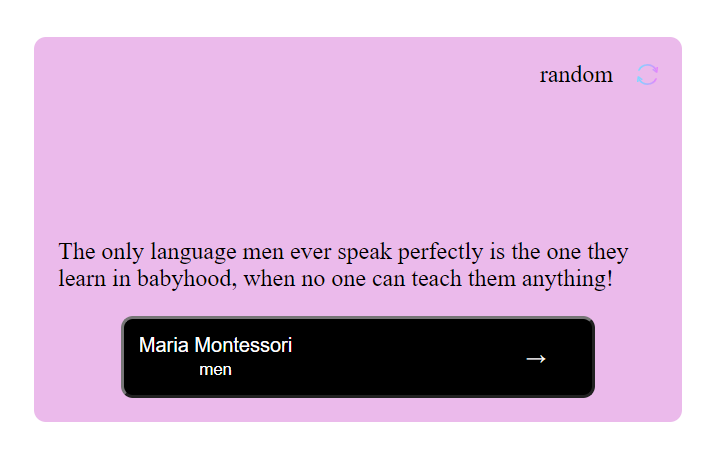 random
The only language men ever speak perfectly is the one they
learn in babyhood, when no one can teach them anything!
Maria Montessori
→
men